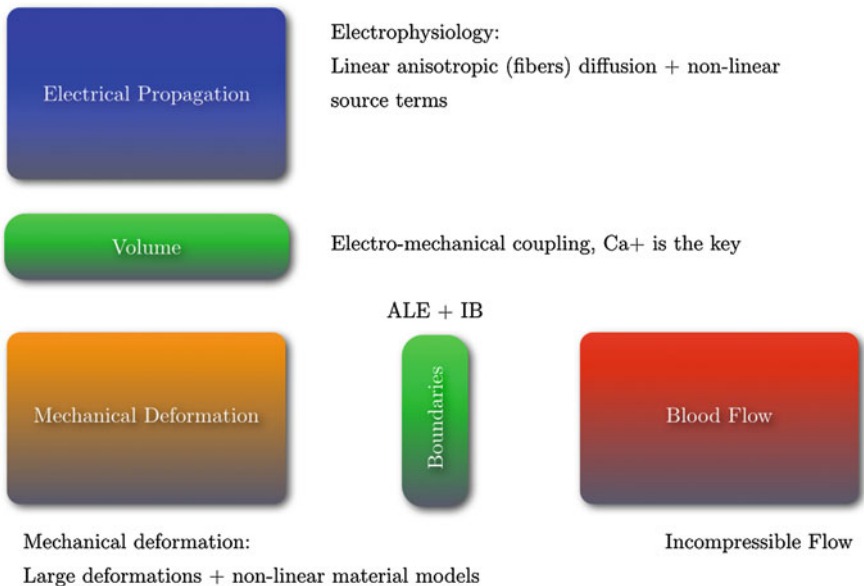 Electrophysiology:
Electrical Propagation
Linear anisotropic (fibers) diffusion + non-linear
source terms
Volume
Electro-mechanical coupling, Ca+ is the key
ALE + IB
Mechanical Deformation
Boundaries
Blood Flow
Mechanical deformation:
Large deformations + non-linear material models
Incompressible Flow